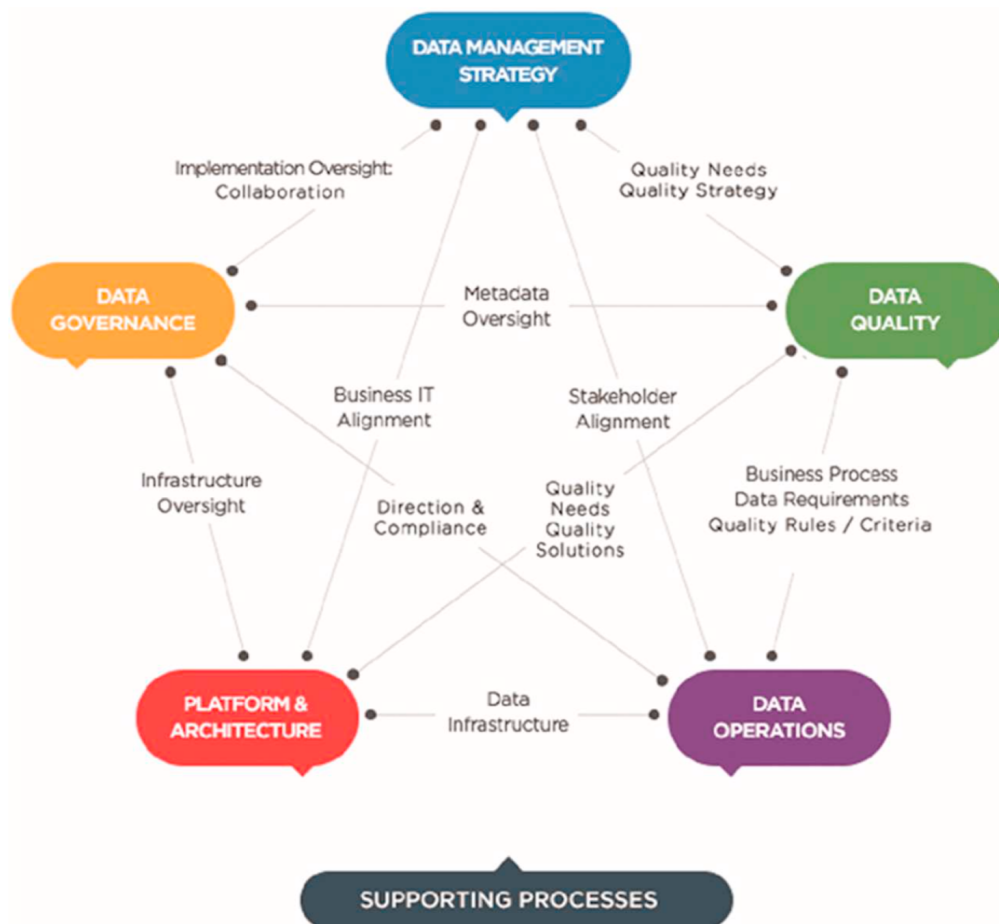 DATA MANAGEMENT
STRATEGY
Implementation Oversight:
Collaboration
Quality Needs
Quality Strategy
DATA
GOVERNANCE
Metadada
Oversight
DATA
QUALITY
Business IT
Alignment
Stakeholder
Alignment
Infrastructure
Oversight
Direction &
Compliance
Quality
Needs
Quality
Solutions
Business Process
Data Requirements
Quality Rules / Criteria
PLATFORM &
ARCHITECTURE
Data
Infrastructure
DATA
OPERATIONS
SUPPORTING PROCESSES